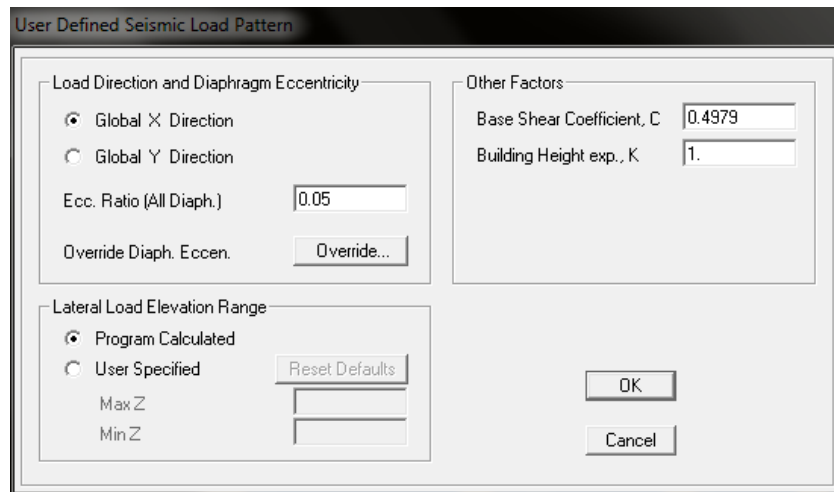 User Defined Seismic Load Pattern
Load Direction and Diaphragm Eccentricity
Global X Direction
Global Y Direction
Ecc. Ratio (All Diaph.) 0.05
Override Diaph. Eccen. Override...
Other Factors
Base Shear Coefficient, C 0.4979
Building Height exp., K 1.
Lateral Load Elevation Range
Program Calculated
User Specified Reset Defaults
Max Z
Min Z
OK
Cancel